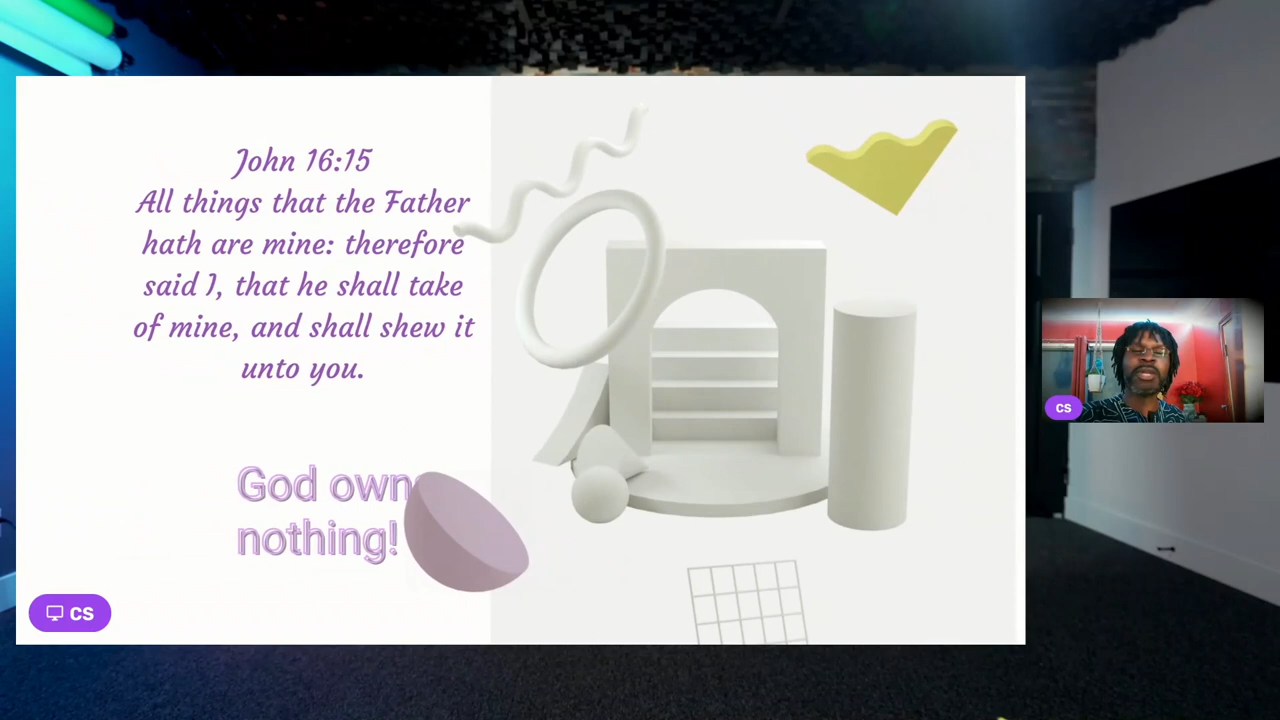 John 16:15
All things that the Father
hath are mine: therefore
said I, that he shall take
of mine, and shall shew it
unto you.
God owns
nothing!
CS
CS